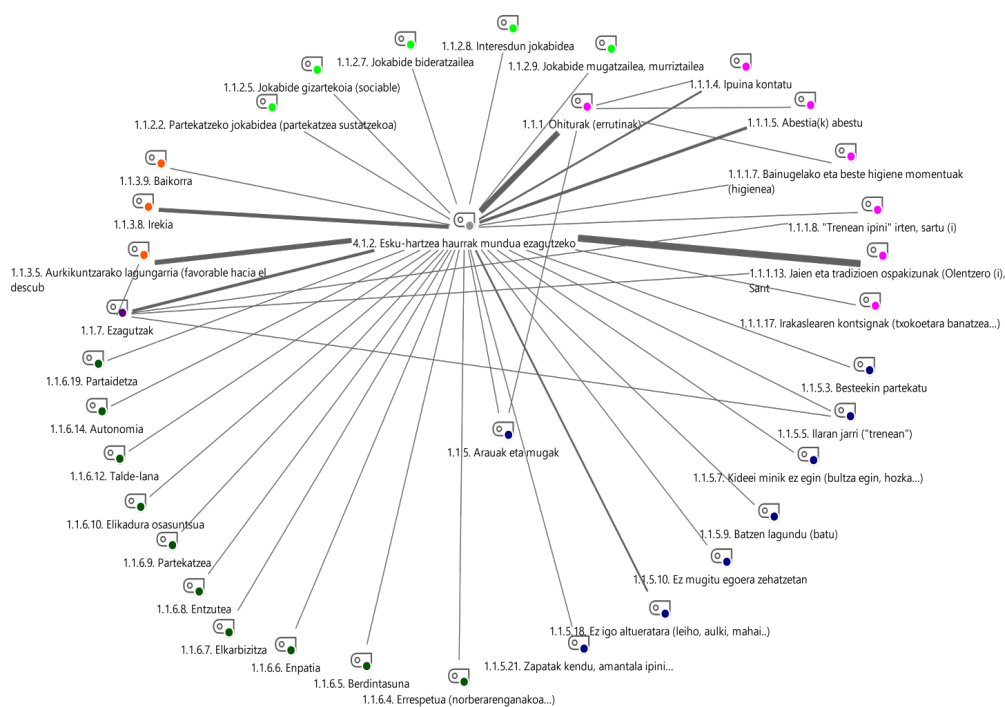 1.1.2.8. Interesdun jokabidea
1.1.2.7. Jokabide bideratzailea
1.1.2.9. Jokabide mugatzailea, murriztailea
1.1.2.5. Jokabide gizartekoia (sociable)
1.1.1.4. Ipuina kontatu
1.1.2.2. Partekatzeko jokabidea (partekatzea sustatzekoa)
1.1.1. Ohiturak (errutinak)
1.1.1.5. Abestia(k) abestu
1.1.3.9. Baikorra
1.1.1.7. Bainugelako eta beste higiene momentuak
(higienea)
1.1.3.8. Irekia
1.1.1.8. "Trenean ipini" irten, sartu (i)
4.1.2. Esku-hartzea haurrak mundua ezagutzeko
1.1.3.5. Aurkikuntzarako lagungarria (favorable hacia el
descub
1.1.1.13. Jaien eta tradizioen ospakizunak (Olentzero (i),
Sant
1.1.7. Ezagutzak
1.1.1.17. Irakaslearen kontsignak (txokoetara banatzea...)
1.1.6.19. Partaidetza
1.1.5.3. Besteekin partekatu
1.1.6.14. Autonomia
1.1.5.5. Ilaran jarri ("trenean")
1.1.5. Arauak eta mugak
1.1.6.12. Talde-lana
1.1.5.7. Kideei minik ez egin (bultza egin, hozka...)
1.1.6.10. Elikadura osasuntsua
1.1.5.9. Batzen lagundu (batu)
1.1.6.9. Partekatzea
1.1.5.10. Ez mugitu egoera zehatzetan
1.1.6.8. Entzutea
1.1.5.18. Ez igo altueratara (leiho, aulki, mahai..)
1.1.6.7. Elkarbizitza
1.1.6.6. Enpatia
1.1.5.21. Zapatak kendu, amantala ipini...
1.1.6.5. Berdintasuna
1.1.6.4. Errespetua (norberarenganakoa...)